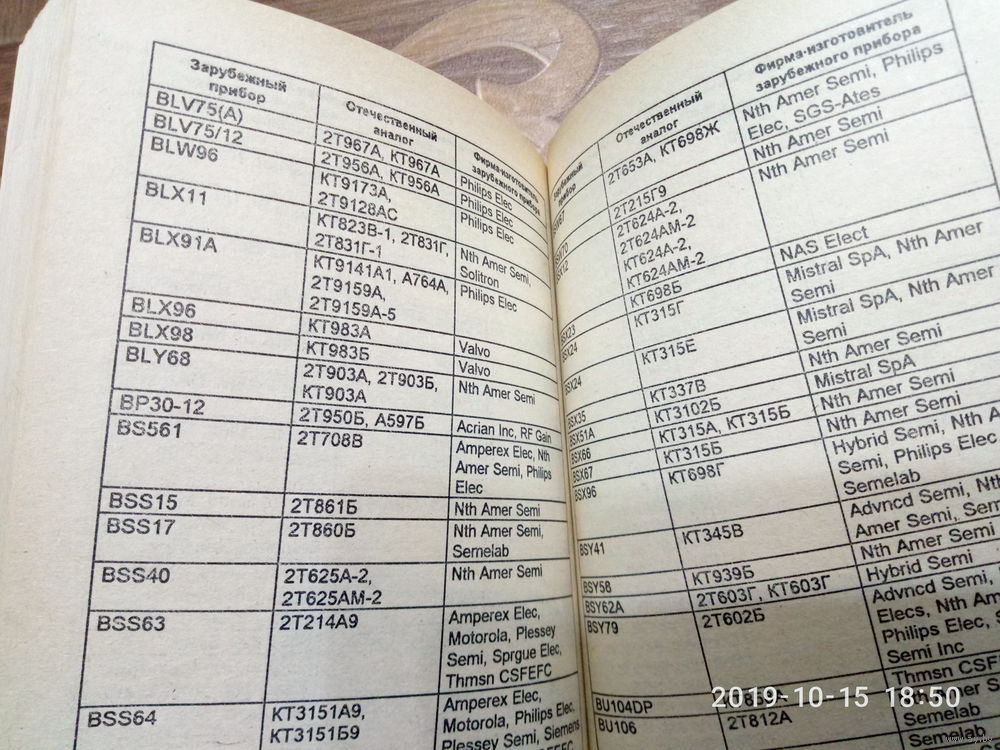 Зарубежный
прибор
Отечественный
аналог
Фирма-изготовитель
зарубежного прибора
BLV75(A)
2Т967А, КТ967А
Philips Elec
BLV75/12
2Т956А, КТ956А
Philips Elec
BLW96
КТ9173А,
2Т9128АС
Philips Elec
BLX11
КТ823В-1, 2Т831Г,
2Т831Г-1
Nth Amer Semi,
Solitron
BLX91A
КТ9141А1, А764А,
2Т9159А,
2Т9159А-5
Philips Elec
BLX96
КТ983А
Valvo
BLX98
КТ983Б
Valvo
BLY68
2Т903А, 2Т903Б,
КТ903А
Nth Amer Semi
BP30-12
2Т950Б, А597Б
Acrian Inc, RF Gain
BS561
2Т708В
Amperex Elec, Nth
Amer Semi, Philips
Elec
BSS15
2Т861Б
Nth Amer Semi
BSS17
2Т860Б
Nth Amer Semi,
Semelab
BSS40
2Т625А-2,
2Т625АМ-2
Nth Amer Semi
BSS63
2Т214А9
Amperex Elec,
Motorola, Plessey
Semi, Sprgue Elec,
Thmsn CSFEFC
BSS64
КТ3151А9,
КТ3151Б9
Amperex Elec,
Motorola, Philips Elec,
Plessey Semi, Siemens
прибор
Отечественный
аналог
Фирма-изготовитель
зарубежного прибора
2Т653А, КТ698Ж
Nth Amer Semi, Philips
Elec, SGS-Ates
2Т215Г9
Nth Amer Semi
2Т624А-2,
2Т624АМ-2
КТ624А-2,
КТ624АМ-2
Nth Amer Semi
КТ698Б
NAS Elect
КТ315Г
Mistral SpA, Nth Amer
Semi
BSX24
КТ315Е
Mistral SpA, Nth Amer
Semi
BSX35
КТ337В
Nth Amer Semi
BSX51A
КТ3102Б
Mistral SpA
BSX66
КТ315А, КТ315Б
Nth Amer Semi
BSX67
КТ315Б
Nth Amer Semi
BSX96
КТ698Г
Hybrid Semi, Nth A
Semi, Philips Elec
Semelab
BSY41
КТ345В
Advncd Semi, Nth
Amer Semi, Sem
BSY58
КТ939Б
Nth Amer Semi
BSY62A
2Т603Г, КТ603Г
Hybrid Semi
BSY79
2Т602Б
Advncd Semi,
Elecs, Nth Am
Philips Elec, S
Semi Inc
Thmsn CSF
BU104DP
Nth Amer Semi
Semelab
BU106
2Т812А
Semelab
2019-10-15 18:50